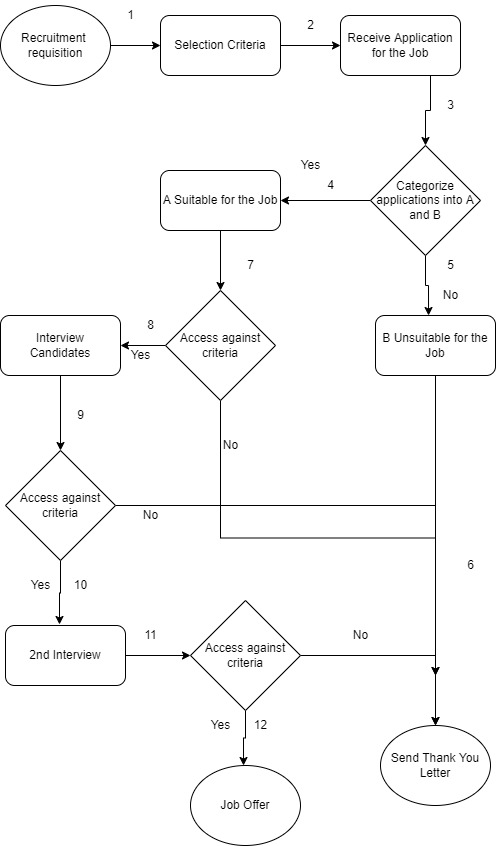 1
2
Recruitment
requisition
Selection Criteria
Receive Application
for the Job
3
Yes
4
Categorize
applications into A
and B
A Suitable for the Job
5
No
7
8
Yes
Interview
Candidates
Access against
criteria
B Unsuitable for the
Job
9
No
Access against
criteria
No
6
Yes
10
11
2nd Interview
Access against
criteria
No
Yes
12
Send Thank You
Letter
Job Offer